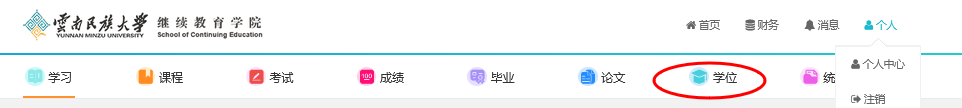 雲南民族大學 继续教育学院
YUNNAN MINZU UNIVERSITY School of Continuing Education
首页 财务 消息 个人
个人中心
学习 课程 考试 成绩 毕业 论文 学位 统
注销